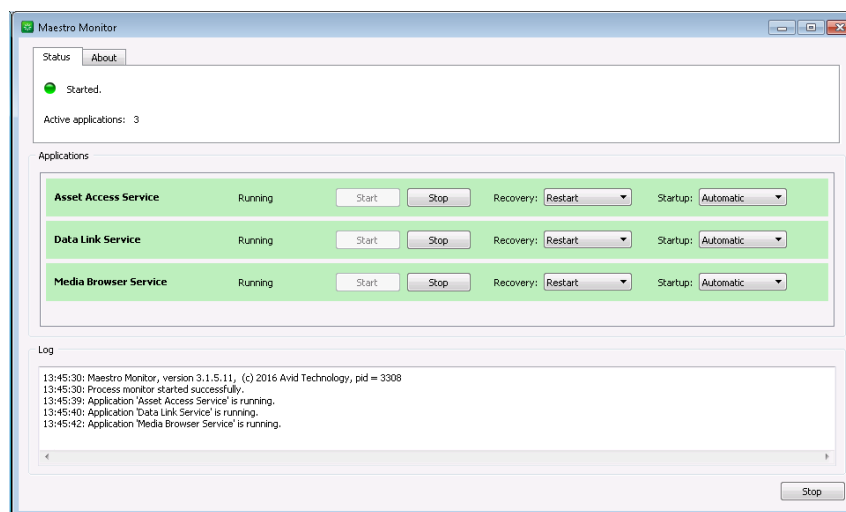 Maestro Monitor
Status About
Started.
Active applications: 3
Applications
Asset Access Service Running Start Stop Recovery: Restart Startup: Automatic
Data Link Service Running Start Stop Recovery: Restart Startup: Automatic
Media Browser Service Running Start Stop Recovery: Restart Startup: Automatic
Log
13:45:30: Maestro Monitor, version 3.1.5.11, (c) 2016 Avid Technology, pid = 3308
13:45:30: Process monitor started successfully.
13:45:39: Application 'Asset Access Service' is running.
13:45:40: Application 'Data Link Service' is running.
13:45:42: Application 'Media Browser Service' is running.
Stop